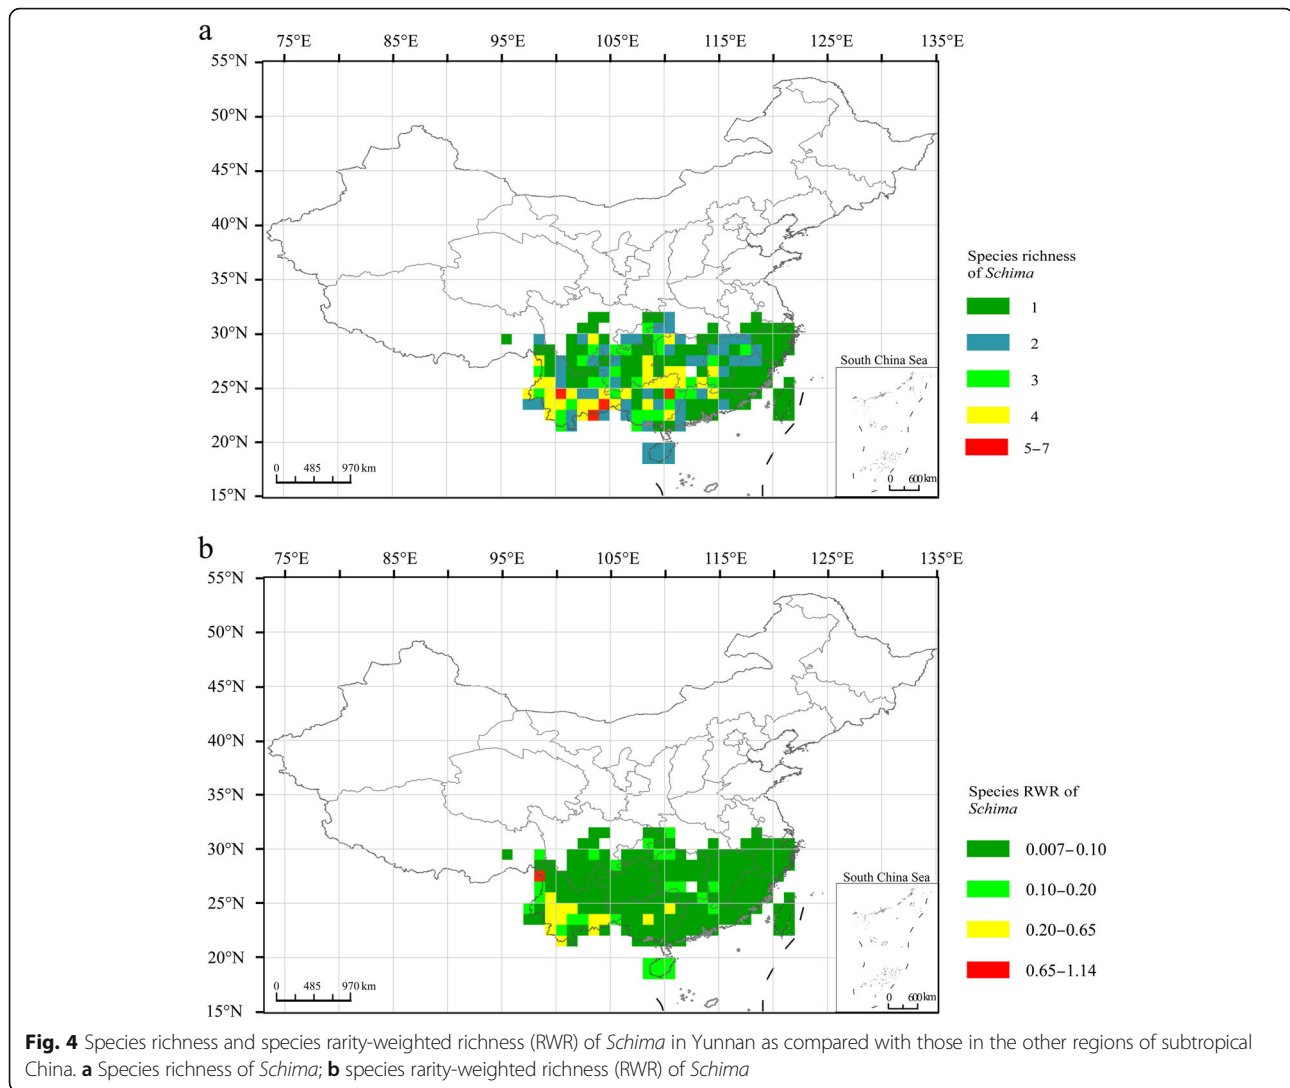 a
75°E 85°E 95°E 105°E 115°E 125°E 135°E
55°N
50°N
45°N
40°N
35°N
30°N
25°N
20°N
15°N
Species richness
of Schima
1
2
3
4
5–7
South China Sea
0 485 970 km
0 600 km
b
75°E 85°E 95°E 105°E 115°E 125°E 135°E
55°N
50°N
45°N
40°N
35°N
30°N
25°N
20°N
15°N
Species RWR of
Schima
0.007–0.10
0.10–0.20
0.20–0.65
0.65–1.14
South China Sea
0 485 970 km
0 600 km
Fig. 4 Species richness and species rarity-weighted richness (RWR) of Schima in Yunnan as compared with those in the other regions of subtropical
China. a Species richness of Schima; b species rarity-weighted richness (RWR) of Schima